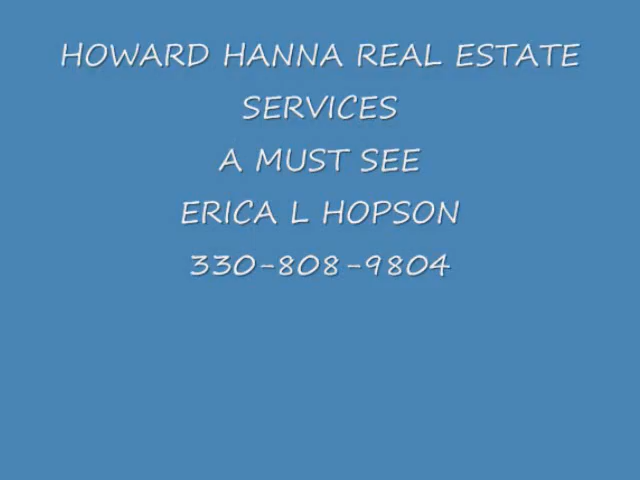 HOWARD HANNA REAL ESTATE
SERVICES
A MUST SEE
ERICA L HOPSON
330-808-9804